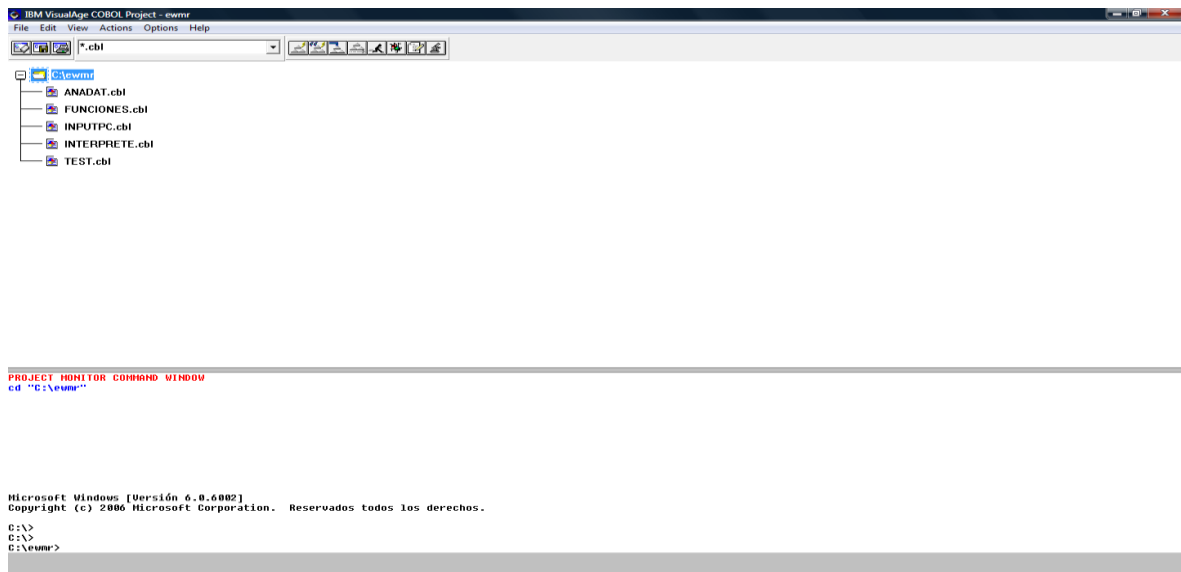 IBM VisualAge COBOL Project - ewmr
File Edit View Actions Options Help
*.cbl
C:\ewmr
ANADAT.cbl
FUNCIONES.cbl
INPUTPC.cbl
INTERPRETE.cbl
TEST.cbl
PROJECT MONITOR COMMAND WINDOW
cd "C:\ewmr"
Microsoft Windows [Versión 6.0.6002]
Copyright (c) 2006 Microsoft Corporation. Reservados todos los derechos.
C:\>
C:\>
C:\ewmr>